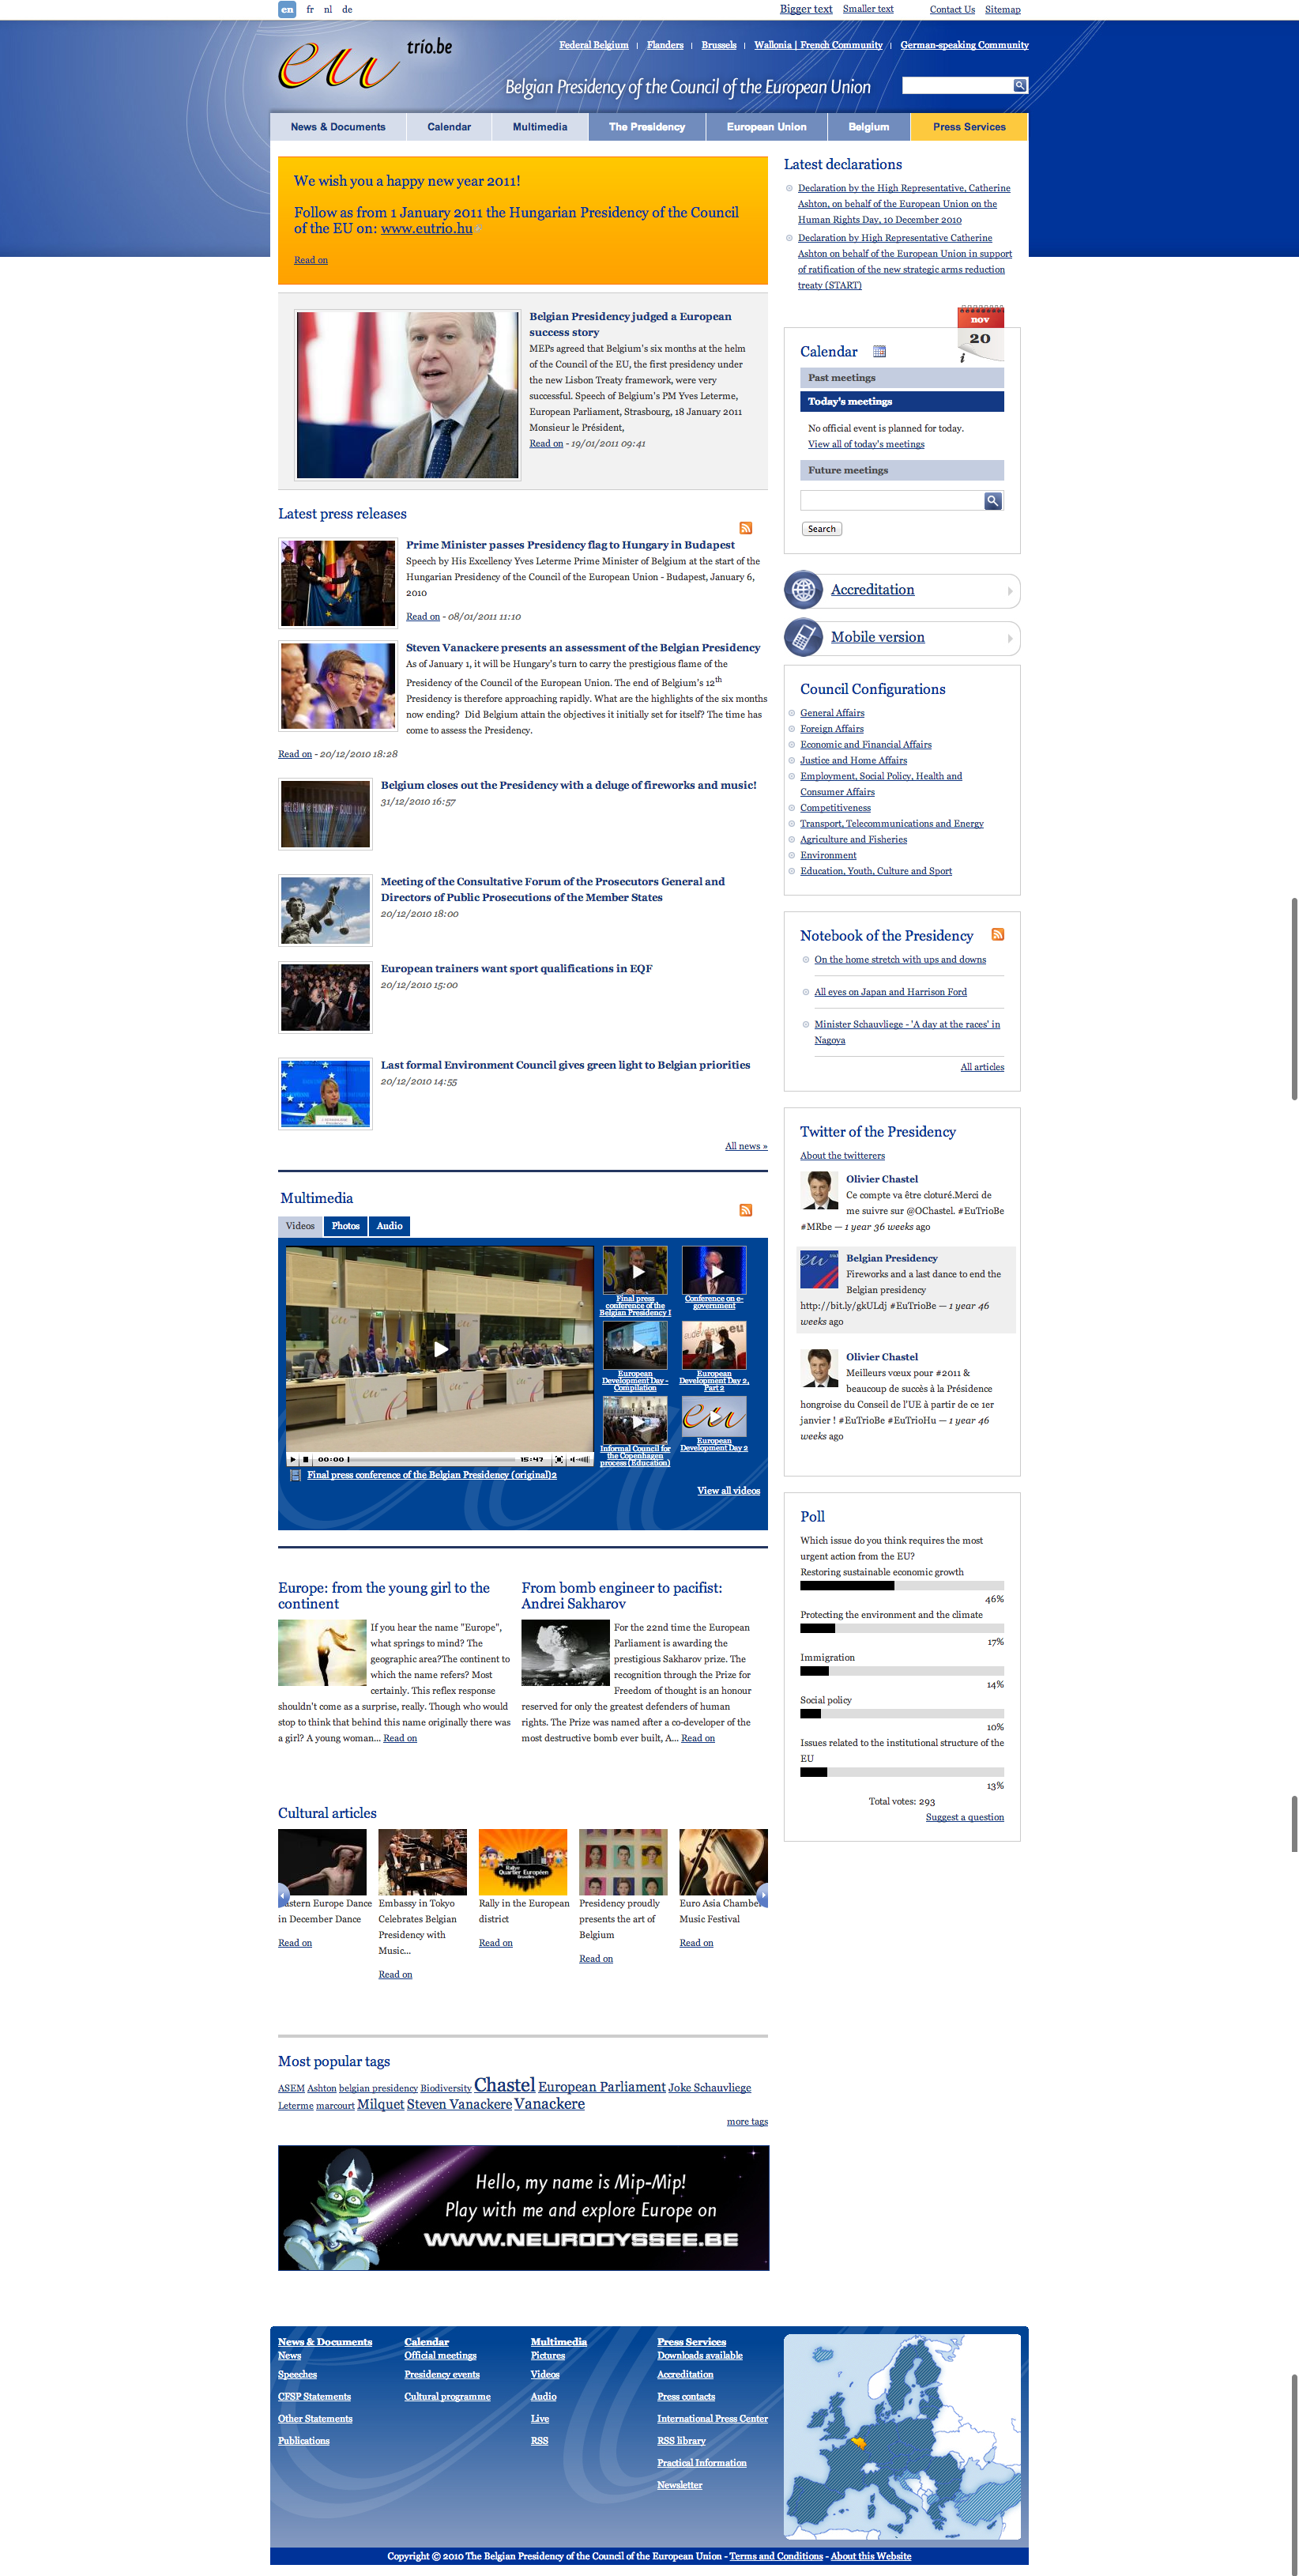 en fr nl de
Bigger text Smaller text Contact Us Sitemap
eu trio.be
Federal Belgium | Flanders | Brussels | Wallonia | French Community | German-speaking Community
Belgian Presidency of the Council of the European Union
News & Documents Calendar Multimedia The Presidency European Union Belgium Press Services
We wish you a happy new year 2011!
Follow as from 1 January 2011 the Hungarian Presidency of the Council
of the EU on: www.eutrio.hu
Read on
Belgian Presidency judged a European
success story
MEPs agreed that Belgium's six months at the helm
of the Council of the EU, the first presidency under
the new Lisbon Treaty framework, were very
successful. Speech of Belgium's PM Yves Leterme,
European Parliament, Strasbourg, 18 January 2011
Monsieur le Président,
Read on - 19/01/2011 09:41
Latest press releases
Prime Minister passes Presidency flag to Hungary in Budapest
Speech by His Excellency Yves Leterme Prime Minister of Belgium at the start of the
Hungarian Presidency of the Council of the European Union - Budapest, January 6,
2010
Read on - 08/01/2011 11:10
Steven Vanackere presents an assessment of the Belgian Presidency
As of January 1, it will be Hungary's turn to carry the prestigious flame of the
Presidency of the Council of the European Union. The end of Belgium's 12th
Presidency is therefore approaching rapidly. What are the highlights of the six months
now ending? Did Belgium attain the objectives it initially set for itself? The time has
come to assess the Presidency.
Read on - 20/12/2010 18:28
Belgium closes out the Presidency with a deluge of fireworks and music!
31/12/2010 16:57
Meeting of the Consultative Forum of the Prosecutors General and
Directors of Public Prosecutions of the Member States
20/12/2010 18:00
European trainers want sport qualifications in EQF
20/12/2010 15:00
Last formal Environment Council gives green light to Belgian priorities
20/12/2010 14:55
All news »
Multimedia
Videos Photos Audio
Final press
conference of the
Belgian Presidency I
Conference on e-
government
European
Development Day -
Compilation
European
Development Day 2,
Part 2
Informal Council for
the Copenhagen
process (Education)
European
Development Day 2
00:00 15:47
Final press conference of the Belgian Presidency (original)2
View all videos
Europe: from the young girl to the
continent
If you hear the name "Europe",
what springs to mind? The
geographic area?The continent to
which the name refers? Most
certainly. This reflex response
shouldn't come as a surprise, really. Though who would
stop to think that behind this name originally there was
a girl? A young woman... Read on
From bomb engineer to pacifist:
Andrei Sakharov
For the 22nd time the European
Parliament is awarding the
prestigious Sakharov prize. The
recognition through the Prize for
Freedom of thought is an honour
reserved for only the greatest defenders of human
rights. The Prize was named after a co-developer of the
most destructive bomb ever built, A... Read on
Cultural articles
Eastern Europe Dance
in December Dance
Read on
Embassy in Tokyo
Celebrates Belgian
Presidency with
Music...
Read on
Rally in the European
district
Read on
Presidency proudly
presents the art of
Belgium
Read on
Euro Asia Chamber
Music Festival
Read on
Most popular tags
ASEM Ashton belgian presidency Biodiversity Chastel European Parliament Joke Schauvliege
Leterme marcourt Milquet Steven Vanackere Vanackere
more tags
Hello, my name is Mip-Mip!
Play with me and explore Europe on
WWW.NEURODYSSEE.BE
Latest declarations
Declaration by the High Representative, Catherine
Ashton, on behalf of the European Union on the
Human Rights Day, 10 December 2010
Declaration by High Representative Catherine
Ashton on behalf of the European Union in support
of ratification of the new strategic arms reduction
treaty (START)
nov
20
Calendar
Past meetings
Today's meetings
No official event is planned for today.
View all of today's meetings
Future meetings
Search
Accreditation
Mobile version
Council Configurations
General Affairs
Foreign Affairs
Economic and Financial Affairs
Justice and Home Affairs
Employment, Social Policy, Health and
Consumer Affairs
Competitiveness
Transport, Telecommunications and Energy
Agriculture and Fisheries
Environment
Education, Youth, Culture and Sport
Notebook of the Presidency
On the home stretch with ups and downs
All eyes on Japan and Harrison Ford
Minister Schauvliege - 'A day at the races' in
Nagoya
All articles
Twitter of the Presidency
About the twitterers
Olivier Chastel
Ce compte va être cloturé.Merci de
me suivre sur @OChastel. #EuTrioBe
#MRbe — 1 year 36 weeks ago
Belgian Presidency
Fireworks and a last dance to end the
Belgian presidency
http://bit.ly/gkULdj #EuTrioBe — 1 year 46
weeks ago
Olivier Chastel
Meilleurs vœux pour #2011 &
beaucoup de succès à la Présidence
hongroise du Conseil de l'UE à partir de ce 1er
janvier ! #EuTrioBe #EuTrioHu — 1 year 46
weeks ago
Poll
Which issue do you think requires the most
urgent action from the EU?
Restoring sustainable economic growth
46%
Protecting the environment and the climate
17%
Immigration
14%
Social policy
10%
Issues related to the institutional structure of the
EU
13%
Total votes: 293
Suggest a question
News & Documents
News
Speeches
CFSP Statements
Other Statements
Publications
Calendar
Official meetings
Presidency events
Cultural programme
Multimedia
Pictures
Videos
Audio
Live
RSS
Press Services
Downloads available
Accreditation
Press contacts
International Press Center
RSS library
Practical Information
Newsletter
Copyright © 2010 The Belgian Presidency of the Council of the European Union - Terms and Conditions - About this Website